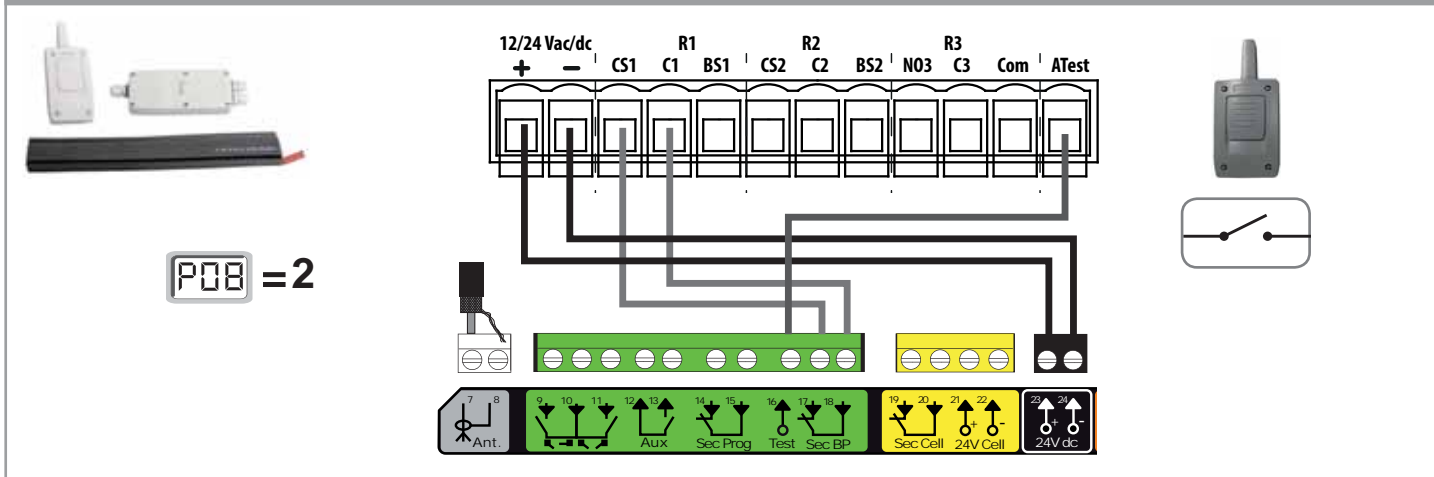 12/24 Vac/dc R1 R2 R3
+ − CS1 C1 BS1 CS2 C2 BS2 NO3 C3 Com ATest
P08 = 2
7 8 9 10 11 12 13 14 15 16 17 18 19 20 21 22 23 24
+ - + -
Ant. Aux Sec Prog Test Sec BP Sec Cell 24V Cell 24V dc